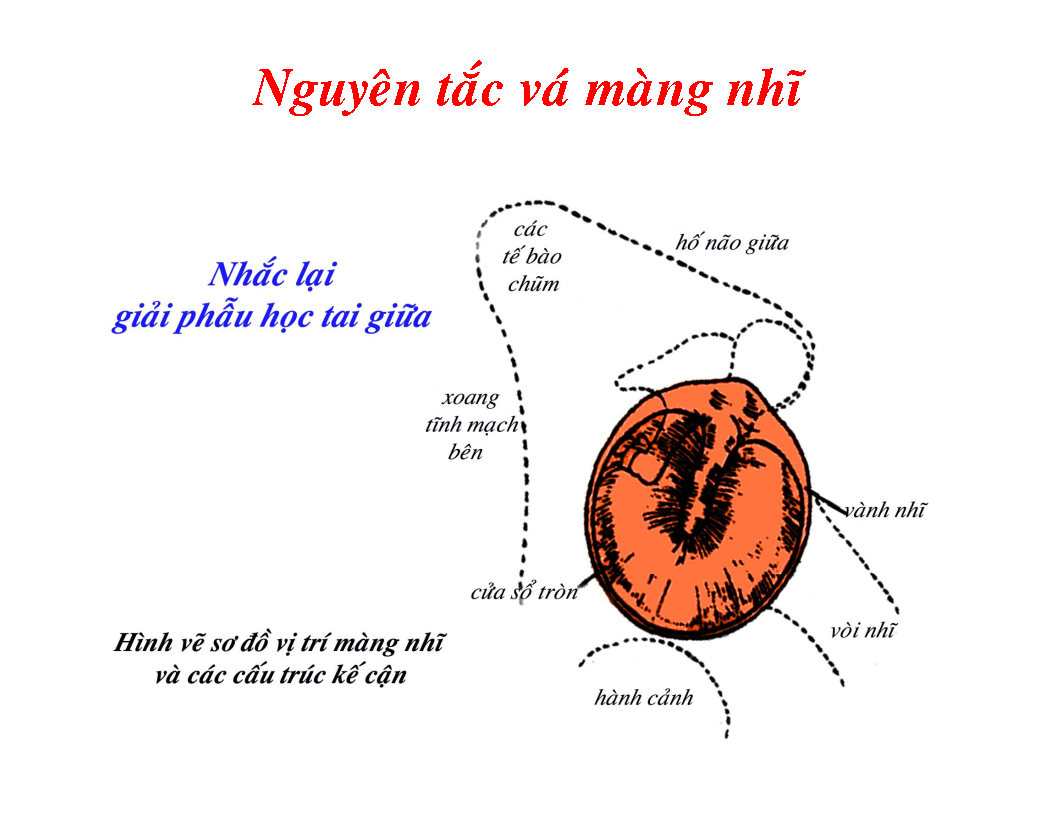 Nguyên tắc vá màng nhĩ
các
tế bào
chũm
hố não giữa
Nhắc lại
giải phẫu học tai giữa
xoang
tĩnh mạch
bên
vành nhĩ
cửa sổ tròn
vòi nhĩ
Hình vẽ sơ đồ vị trí màng nhĩ
và các cấu trúc kế cận
hành cảnh